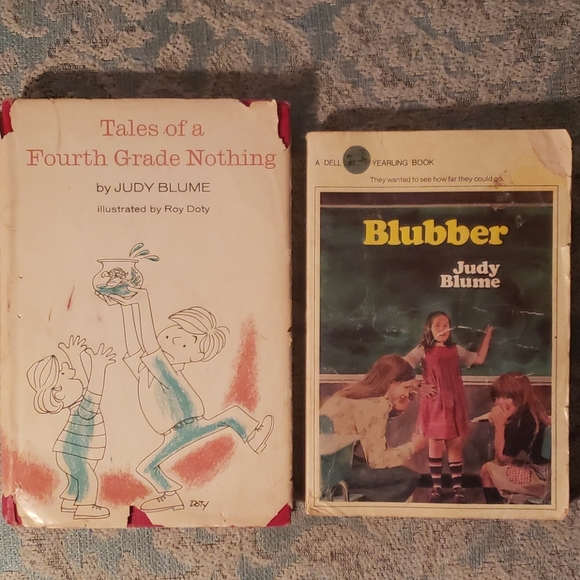 Tales of a
Fourth Grade Nothing
by JUDY BLUME
illustrated by Roy Doty
DOTY
A DELL YEARLING BOOK
They wanted to see how far they could go.
Blubber
Judy
Blume